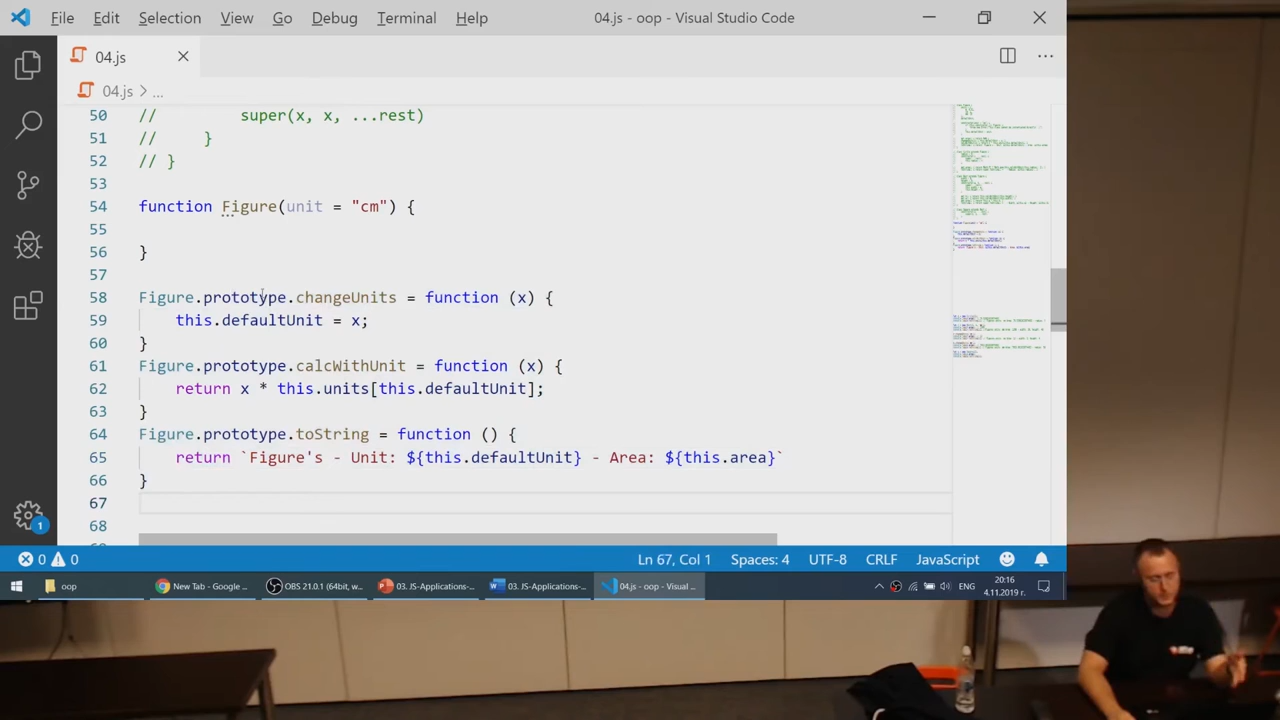 File Edit Selection View Go Debug Terminal Help 04.js - oop - Visual Studio Code
04.js
04.js > ...
50 // super(x, x, ...rest)
51 // }
52 // }
53
54 function Figure(unit = "cm") {
55
56 }
57
58 Figure.prototype.changeUnits = function (x) {
59 this.defaultUnit = x;
60 }
61 Figure.prototype.calcWithUnit = function (x) {
62 return x * this.units[this.defaultUnit];
63 }
64 Figure.prototype.toString = function () {
65 return `Figure's - Unit: ${this.defaultUnit} - Area: ${this.area}`
66 }
67
68
1
0 0 Ln 67, Col 1 Spaces: 4 UTF-8 CRLF JavaScript
oop New Tab - Google ... OBS 21.0.1 (64bit, w... 03. JS-Applications-... 03. JS-Applications-... 04.js - oop - Visual ... ENG 20:16
4.11.2019 г.